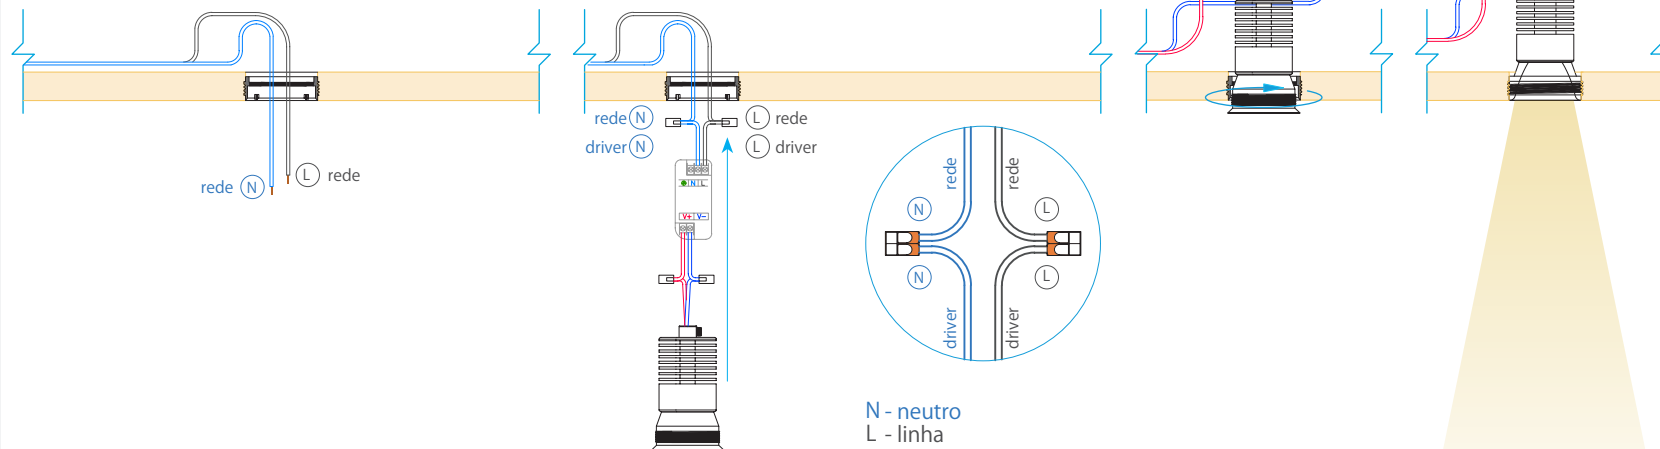 rede N
L rede
rede N
L rede
driver N
L driver
N L
V+ V−
rede
rede
N
L
N
L
driver
driver
N - neutro
L - linha